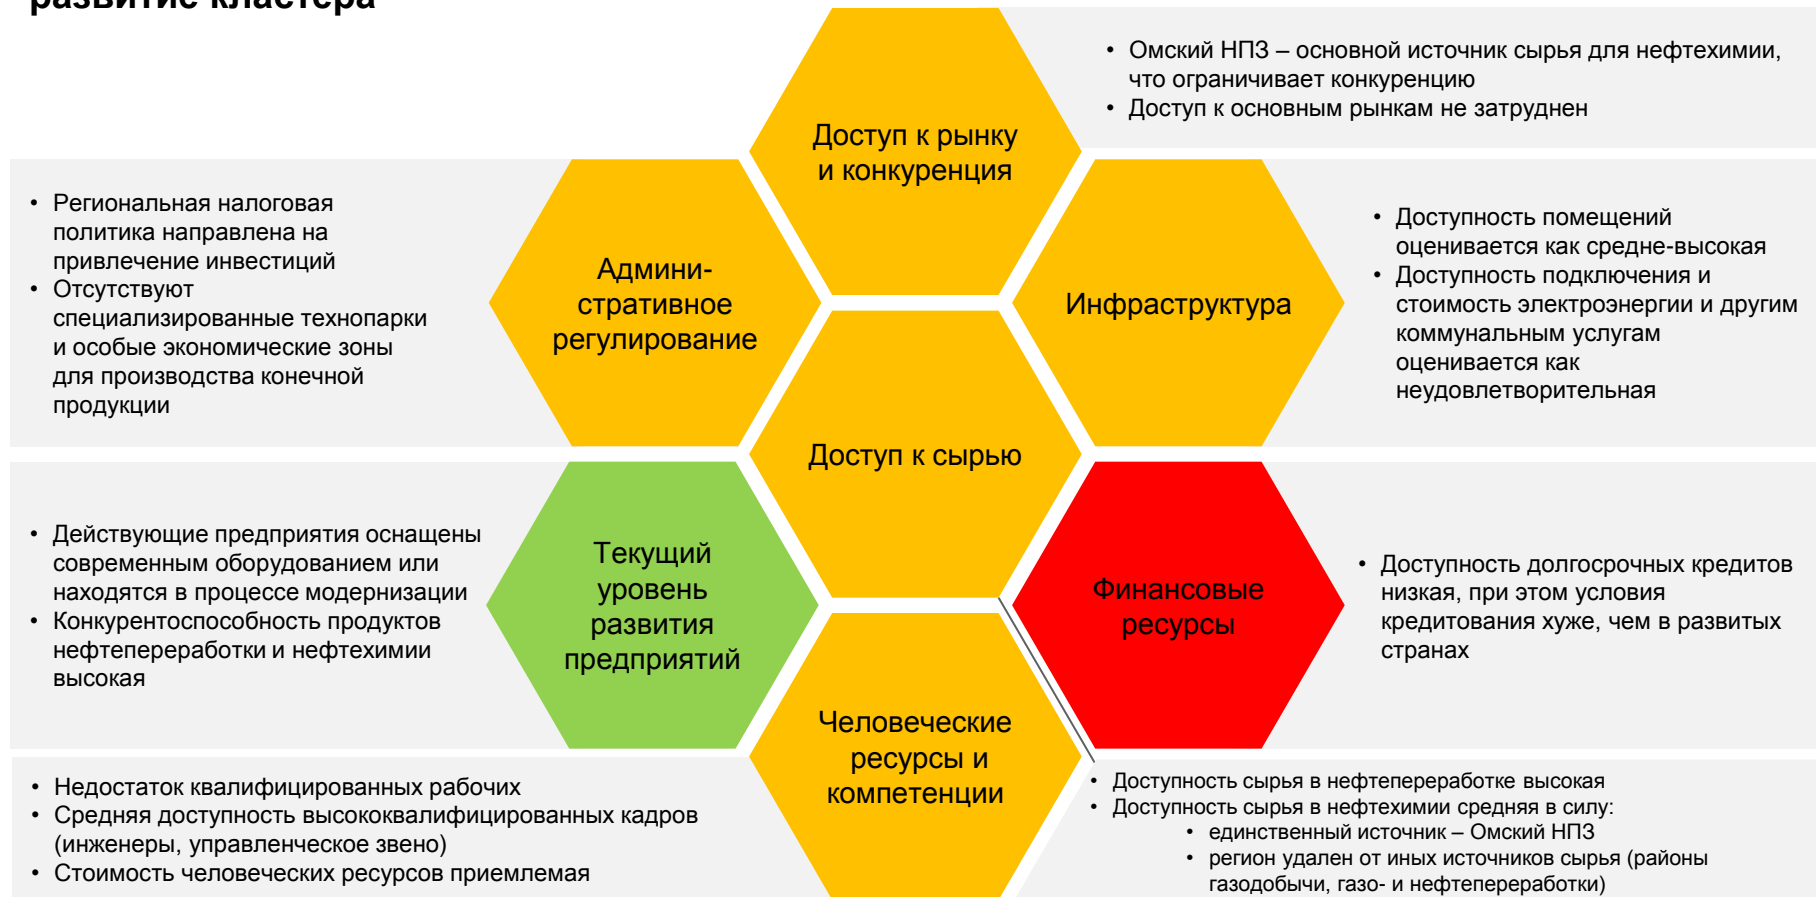 развитие кластера
• Омский НПЗ – основной источник сырья для нефтехимии,
что ограничивает конкуренцию
• Доступ к основным рынкам не затруднен
Доступ к рынку
и конкуренция
• Региональная налоговая
политика направлена на
привлечение инвестиций
• Отсутствуют
специализированные технопарки
и особые экономические зоны
для производства конечной
продукции
Админи-
стративное
регулирование
Инфраструктура
• Доступность помещений
оценивается как средне-высокая
• Доступность подключения и
стоимость электроэнергии и другим
коммунальным услугам
оценивается как
неудовлетворительная
Доступ к сырью
• Действующие предприятия оснащены
современным оборудованием или
находятся в процессе модернизации
• Конкурентоспособность продуктов
нефтепереработки и нефтехимии
высокая
Текущий
уровень
развития
предприятий
Финансовые
ресурсы
• Доступность долгосрочных кредитов
низкая, при этом условия
кредитования хуже, чем в развитых
странах
Человеческие
ресурсы и
компетенции
• Недостаток квалифицированных рабочих
• Средняя доступность высококвалифицированных кадров
(инженеры, управленческое звено)
• Стоимость человеческих ресурсов приемлемая
• Доступность сырья в нефтепереработке высокая
• Доступность сырья в нефтехимии средняя в силу:
• единственный источник – Омский НПЗ
• регион удален от иных источников сырья (районы
газодобычи, газо- и нефтепереработки)